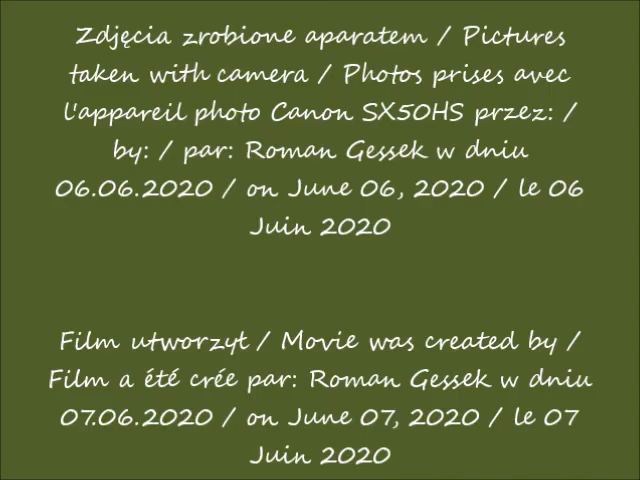 Zdjęcia zrobione aparatem / Pictures
taken with camera / Photos prises avec
l'appareil photo Canon SX50HS przez: /
by: / par: Roman Gessek w dniu
06.06.2020 / on June 06, 2020 / le 06
Juin 2020
Film utworzył / Movie was created by /
Film a été crée par: Roman Gessek w dniu
07.06.2020 / on June 07, 2020 / le 07
Juin 2020